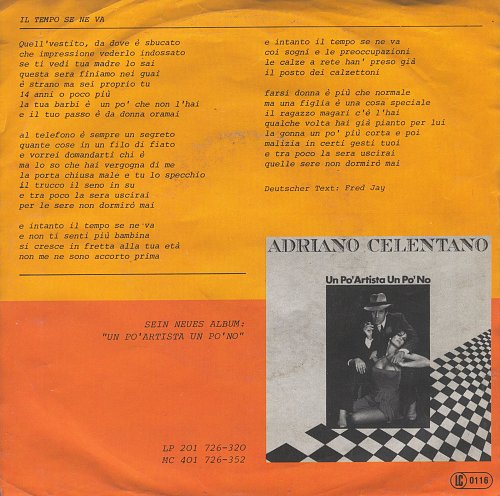 IL TEMPO SE NE VA
Quell'vestito, da dove é sbucato
che impressione vederlo indossato
se ti vedi tua madre lo sai
questa sera finiamo nei guai
é strano ma sei proprio tu
14 anni o poco piú
la tua barbi é un po' che non l'hai
e il tuo passo é da donna oramai
al telefono é sempre un segreto
quante cose in un filo di fiato
e vorrei domandarti chi é
ma lo so che hai vergogna di me
la porta chiusa male e tu lo specchio
il trucco il seno in su
e tra poco la sera uscirai
per le sere non dormiró mai
e intanto il tempo se ne va
e non ti senti piú bambina
si cresce in fretta alla tua etá
non me ne sono accorto prima
e intanto il tempo se ne va
coi sogni e le preoccupazioni
le calze a rete han' preso giá
il posto dei calzettoni
farsi donna é piú che normale
ma una figlia é una cosa speciale
il ragazzo magari c'é l'hai
qualche volta hai giá pianto per lui
la gonna un po' piú corta e poi
malizia in certi gesti tuoi
e tra poco la sera uscirai
quelle sere non dormiró mai
Deutscher Text: Fred Jay
ADRIANO CELENTANO
Un Po'Artista Un Po'No
SEIN NEUES ALBUM:
"UN PO'ARTISTA UN PO'NO"
LP 201 726-320
MC 401 726-352
LC 0116